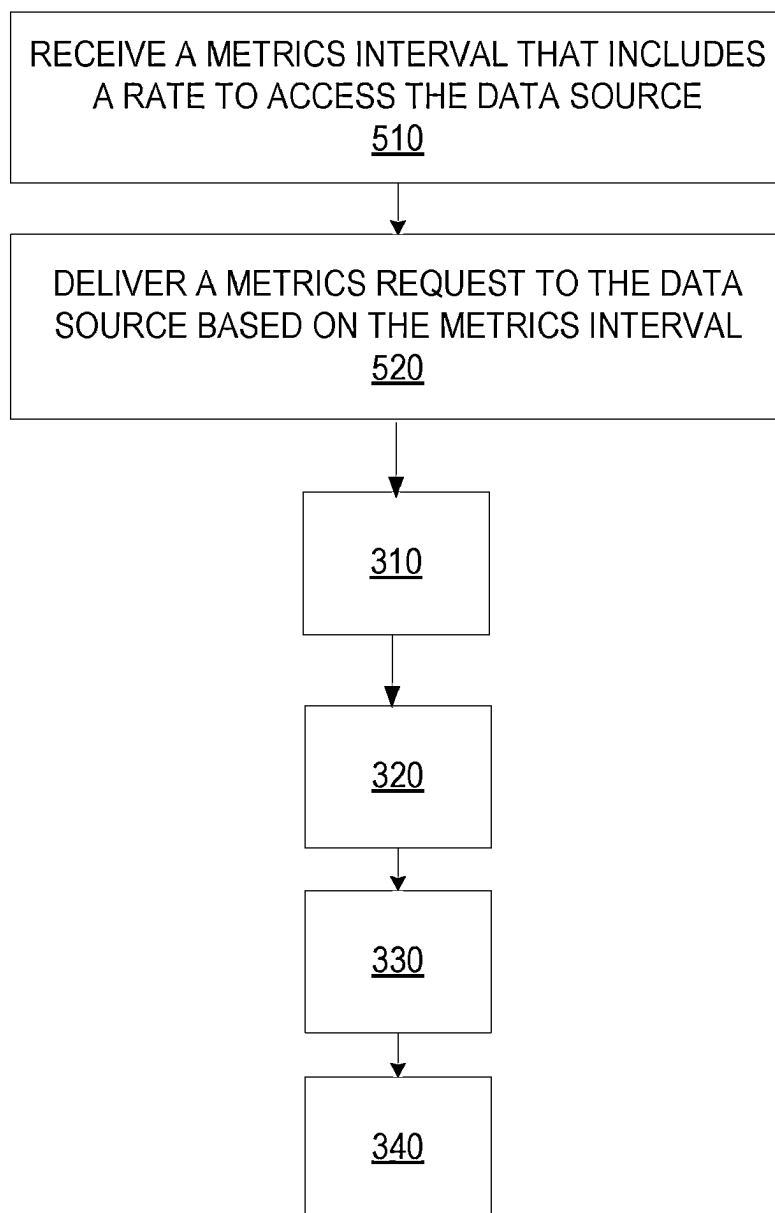 RECEIVE A METRICS INTERVAL THAT INCLUDES
A RATE TO ACCESS THE DATA SOURCE
510
DELIVER A METRICS REQUEST TO THE DATA
SOURCE BASED ON THE METRICS INTERVAL
520
310
320
330
340